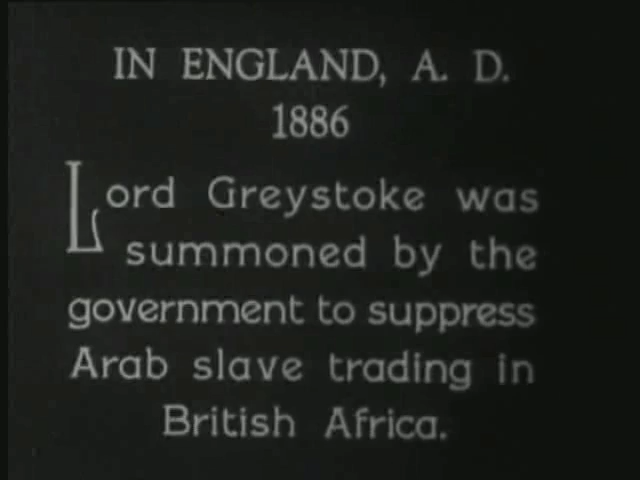 IN ENGLAND, A. D.
1886
Lord Greystoke was
summoned by the
government to suppress
Arab slave trading in
British Africa.